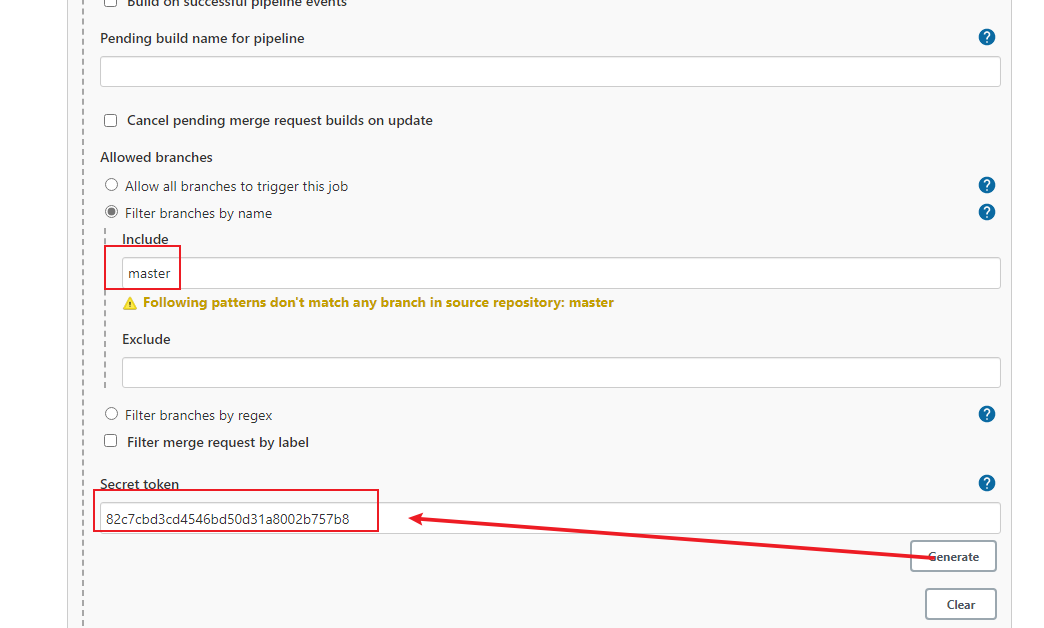 Build on successful pipeline events
Pending build name for pipeline
?
Cancel pending merge request builds on update
Allowed branches
Allow all branches to trigger this job
?
Filter branches by name
?
Include
master
Following patterns don't match any branch in source repository: master
Exclude
Filter branches by regex
?
Filter merge request by label
Secret token
?
82c7cbd3cd4546bd50d31a8002b757b8
Generate
Clear